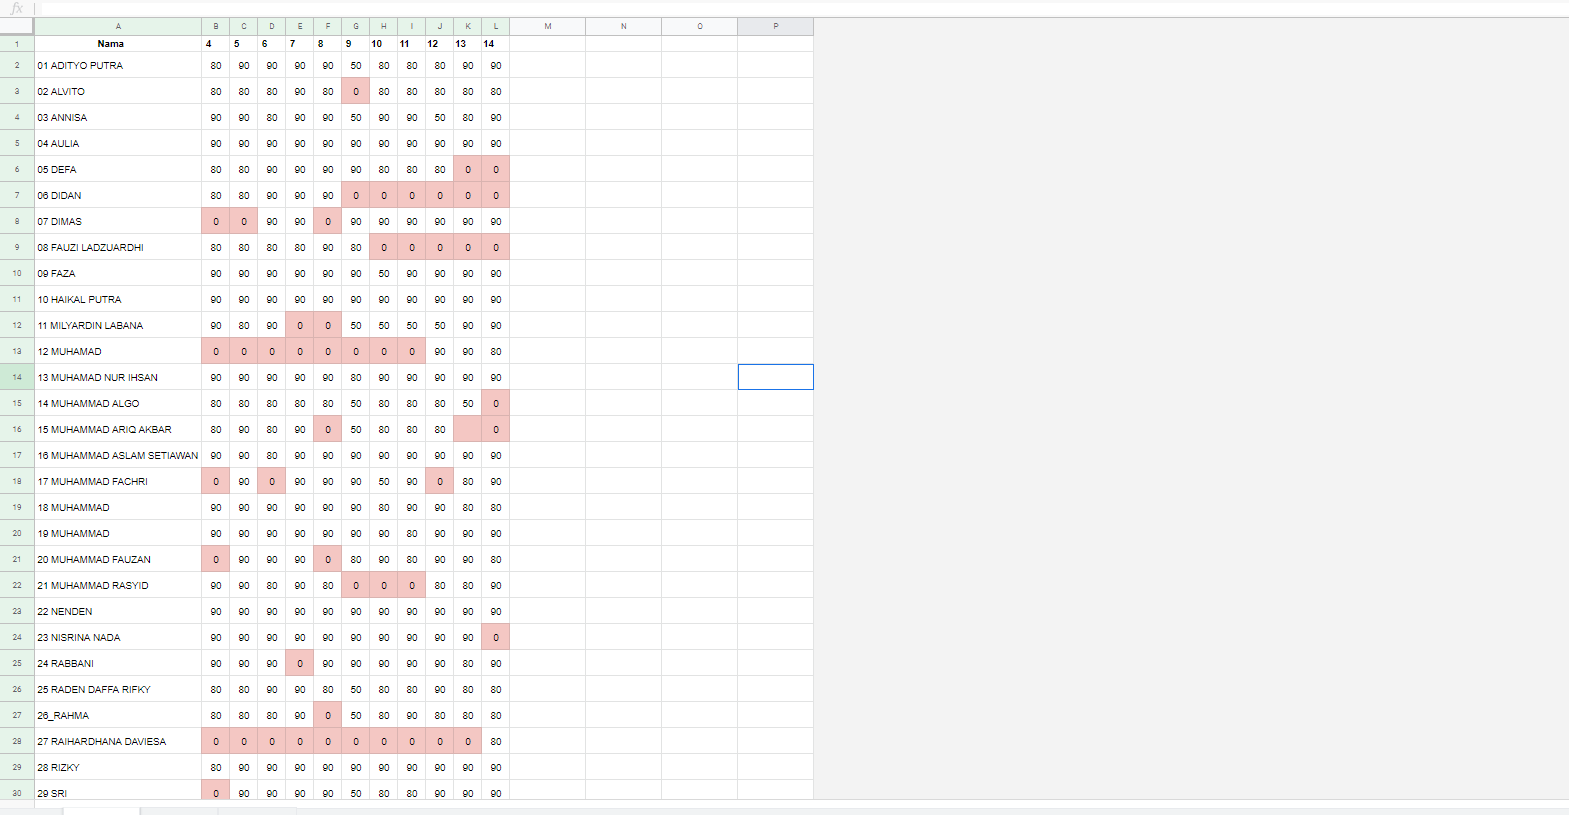 fx
A B C D E F G H I J K L M N O P
1 Nama 4 5 6 7 8 9 10 11 12 13 14
2 01 ADITYO PUTRA 80 90 90 90 90 50 80 80 80 90 90
3 02 ALVITO 80 80 80 90 80 0 80 80 80 80 80
4 03 ANNISA 90 90 80 90 90 50 90 90 50 80 90
5 04 AULIA 90 90 90 90 90 90 90 90 90 90 90
6 05 DEFA 80 80 90 90 90 90 80 80 80 0 0
7 06 DIDAN 80 80 90 90 90 0 0 0 0 0 0
8 07 DIMAS 0 0 90 90 0 90 90 90 90 90 90
9 08 FAUZI LADZUARDHI 80 80 80 80 90 80 0 0 0 0 0
10 09 FAZA 90 90 90 90 90 90 50 90 90 90 90
11 10 HAIKAL PUTRA 90 90 90 90 90 90 90 90 90 90 90
12 11 MILYARDIN LABANA 90 80 90 0 0 50 50 50 50 90 90
13 12 MUHAMAD 0 0 0 0 0 0 0 0 90 90 80
14 13 MUHAMAD NUR IHSAN 90 90 90 90 90 80 90 90 90 90 90
15 14 MUHAMMAD ALGO 80 80 80 80 80 50 80 80 80 50 0
16 15 MUHAMMAD ARIQ AKBAR 80 90 80 90 0 50 80 80 80 0
17 16 MUHAMMAD ASLAM SETIAWAN 90 90 80 90 90 90 90 90 90 90 90
18 17 MUHAMMAD FACHRI 0 90 0 90 90 90 50 90 0 80 90
19 18 MUHAMMAD 90 90 90 90 90 90 80 90 90 80 80
20 19 MUHAMMAD 90 90 90 90 90 90 90 80 90 90 90
21 20 MUHAMMAD FAUZAN 0 90 90 90 0 80 90 80 90 90 80
22 21 MUHAMMAD RASYID 90 90 80 90 80 0 0 0 80 80 90
23 22 NENDEN 90 90 90 90 90 90 90 90 90 90 90
24 23 NISRINA NADA 90 90 90 90 90 90 90 90 90 90 0
25 24 RABBANI 90 90 90 0 90 90 90 90 90 80 90
26 25 RADEN DAFFA RIFKY 80 80 90 90 80 50 80 80 90 80 80
27 26_RAHMA 80 80 80 90 0 50 80 90 80 80 80
28 27 RAIHARDHANA DAVIESA 0 0 0 0 0 0 0 0 0 0 80
29 28 RIZKY 80 90 90 90 90 90 90 90 90 90 90
30 29 SRI 0 90 90 90 90 50 80 80 90 90 90